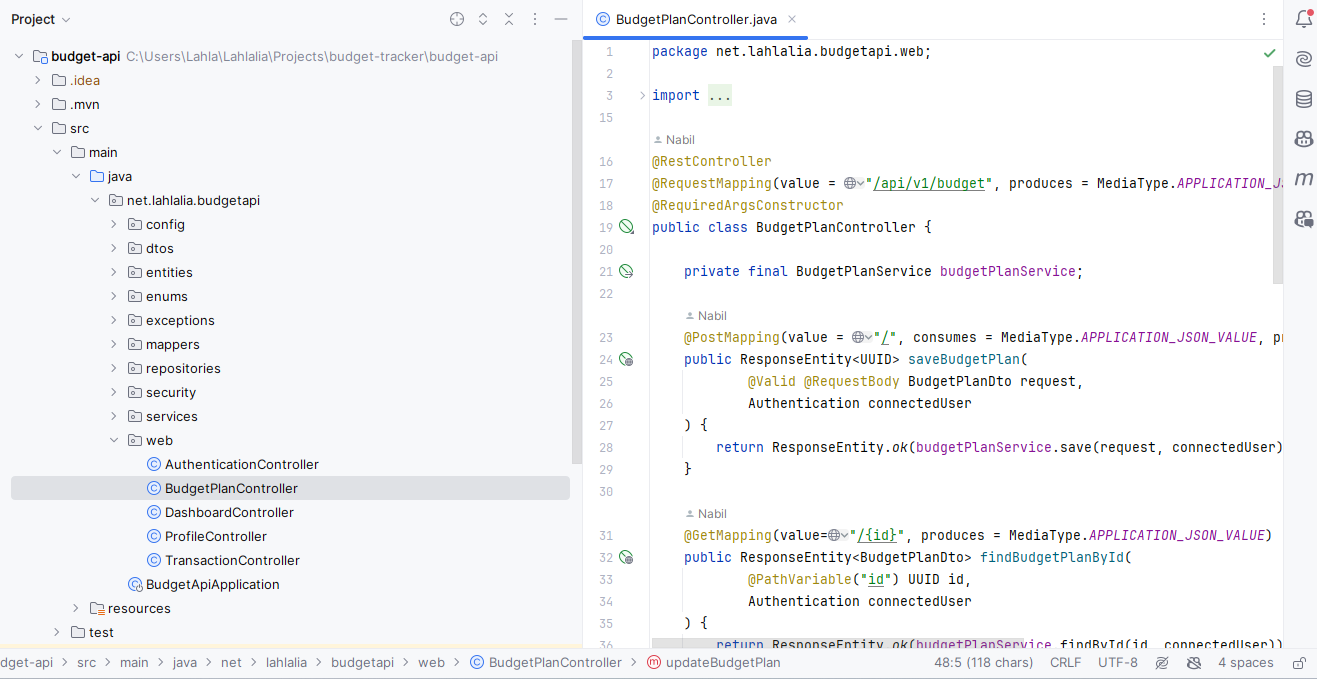 Project
budget-api C:\Users\Lahla\Lahlalia\Projects\budget-tracker\budget-api
.idea
.mvn
src
main
java
net.lahlalia.budgetapi
config
dtos
entities
enums
exceptions
mappers
repositories
security
services
web
AuthenticationController
BudgetPlanController
DashboardController
ProfileController
TransactionController
BudgetApiApplication
resources
test
BudgetPlanController.java
1 package net.lahlalia.budgetapi.web;
2
3 import ...
15
Nabil
16 @RestController
17 @RequestMapping(value = "/api/v1/budget", produces = MediaType.APPLICATION_JS
18 @RequiredArgsConstructor
19 public class BudgetPlanController {
20
21 private final BudgetPlanService budgetPlanService;
22
Nabil
23 @PostMapping(value = "/", consumes = MediaType.APPLICATION_JSON_VALUE, pr
24 public ResponseEntity<UUID> saveBudgetPlan(
25 @Valid @RequestBody BudgetPlanDto request,
26 Authentication connectedUser
27 ) {
28 return ResponseEntity.ok(budgetPlanService.save(request, connectedUser)
29 }
30
Nabil
31 @GetMapping(value="/{id}", produces = MediaType.APPLICATION_JSON_VALUE)
32 public ResponseEntity<BudgetPlanDto> findBudgetPlanById(
33 @PathVariable("id") UUID id,
34 Authentication connectedUser
35 ) {
36 return ResponseEntity.ok(budgetPlanService.findById(id, connectedUser))
dget-api > src > main > java > net > lahlalia > budgetapi > web > BudgetPlanController > updateBudgetPlan 48:5 (118 chars) CRLF UTF-8 4 spaces